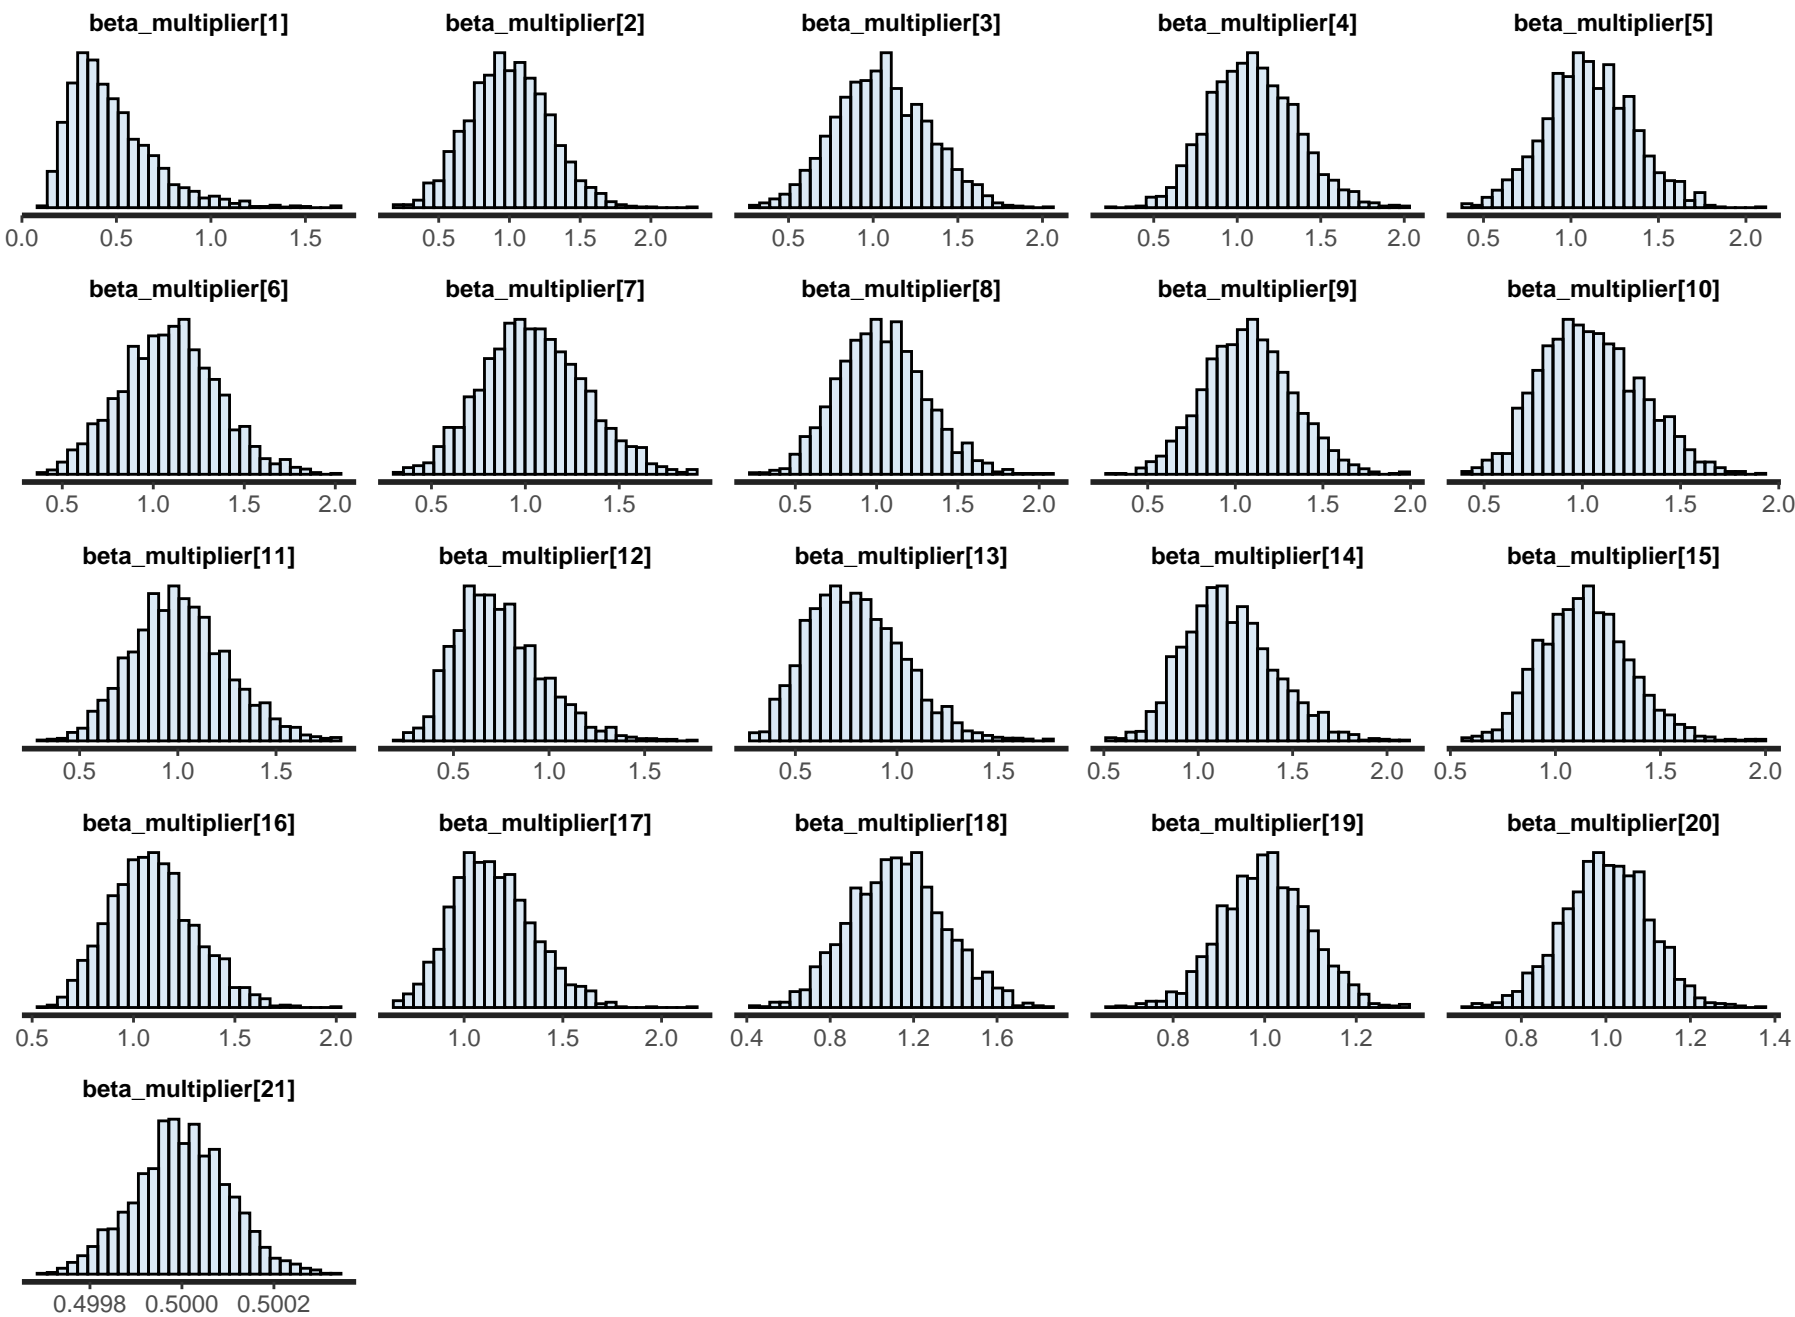 beta_multiplier[1] beta_multiplier[2] beta_multiplier[3] beta_multiplier[4] beta_multiplier[5]
0.0 0.5 1.0 1.5 0.5 1.0 1.5 2.0 0.5 1.0 1.5 2.0 0.5 1.0 1.5 2.0 0.5 1.0 1.5 2.0
beta_multiplier[6] beta_multiplier[7] beta_multiplier[8] beta_multiplier[9] beta_multiplier[10]
0.5 1.0 1.5 2.0 0.5 1.0 1.5 0.5 1.0 1.5 2.0 0.5 1.0 1.5 2.0 0.5 1.0 1.5 2.0
beta_multiplier[11] beta_multiplier[12] beta_multiplier[13] beta_multiplier[14] beta_multiplier[15]
0.5 1.0 1.5 0.5 1.0 1.5 0.5 1.0 1.5 0.5 1.0 1.5 2.0 0.5 1.0 1.5 2.0
beta_multiplier[16] beta_multiplier[17] beta_multiplier[18] beta_multiplier[19] beta_multiplier[20]
0.5 1.0 1.5 2.0 1.0 1.5 2.0 0.4 0.8 1.2 1.6 0.8 1.0 1.2 0.8 1.0 1.2 1.4
beta_multiplier[21]
0.4998 0.5000 0.5002